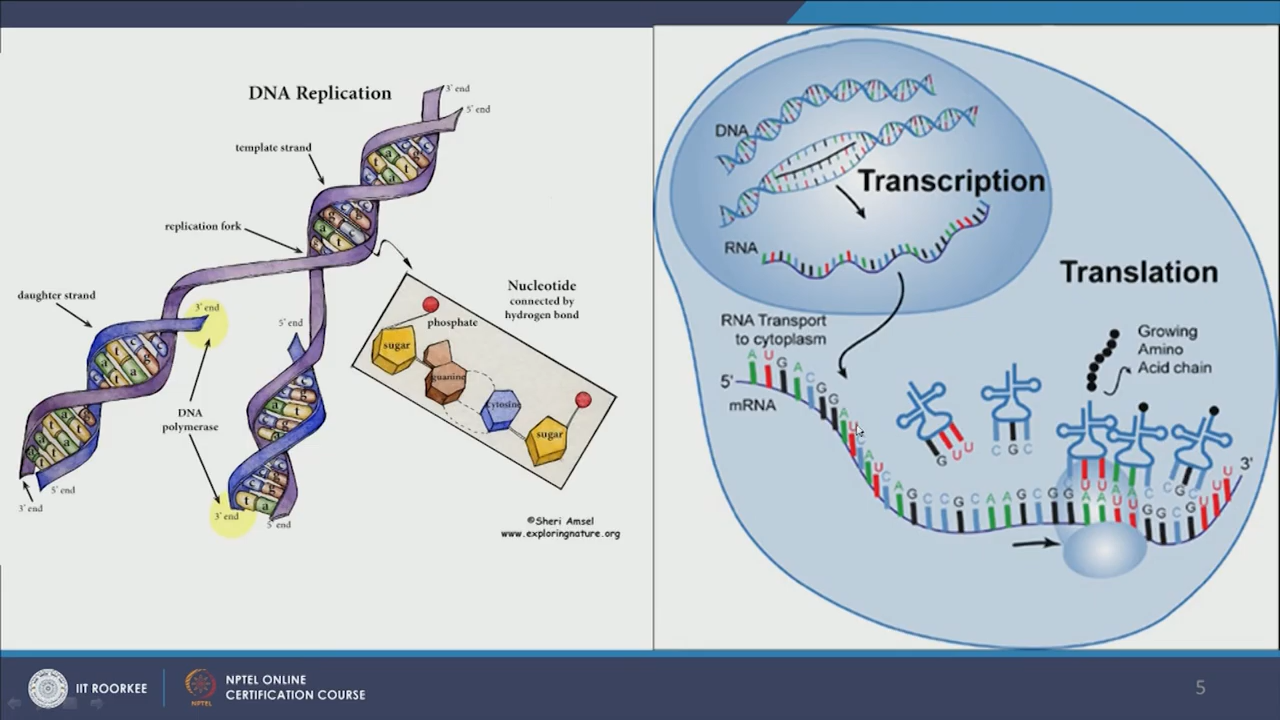 DNA Replication
3' end
5' end
template strand
replication fork
daughter strand
3' end
5' end
DNA
polymerase
5' end
3' end
3' end
5' end
Nucleotide
connected by
hydrogen bond
phosphate
sugar
guanine
cytosine
sugar
©Sheri Amsel
www.exploringnature.org
DNA
Transcription
RNA
Translation
RNA Transport
to cytoplasm
Growing
Amino
Acid chain
5'
mRNA
3'
G U U
C G C
IIT ROORKEE
NPTEL ONLINE
CERTIFICATION COURSE
NPTEL
5